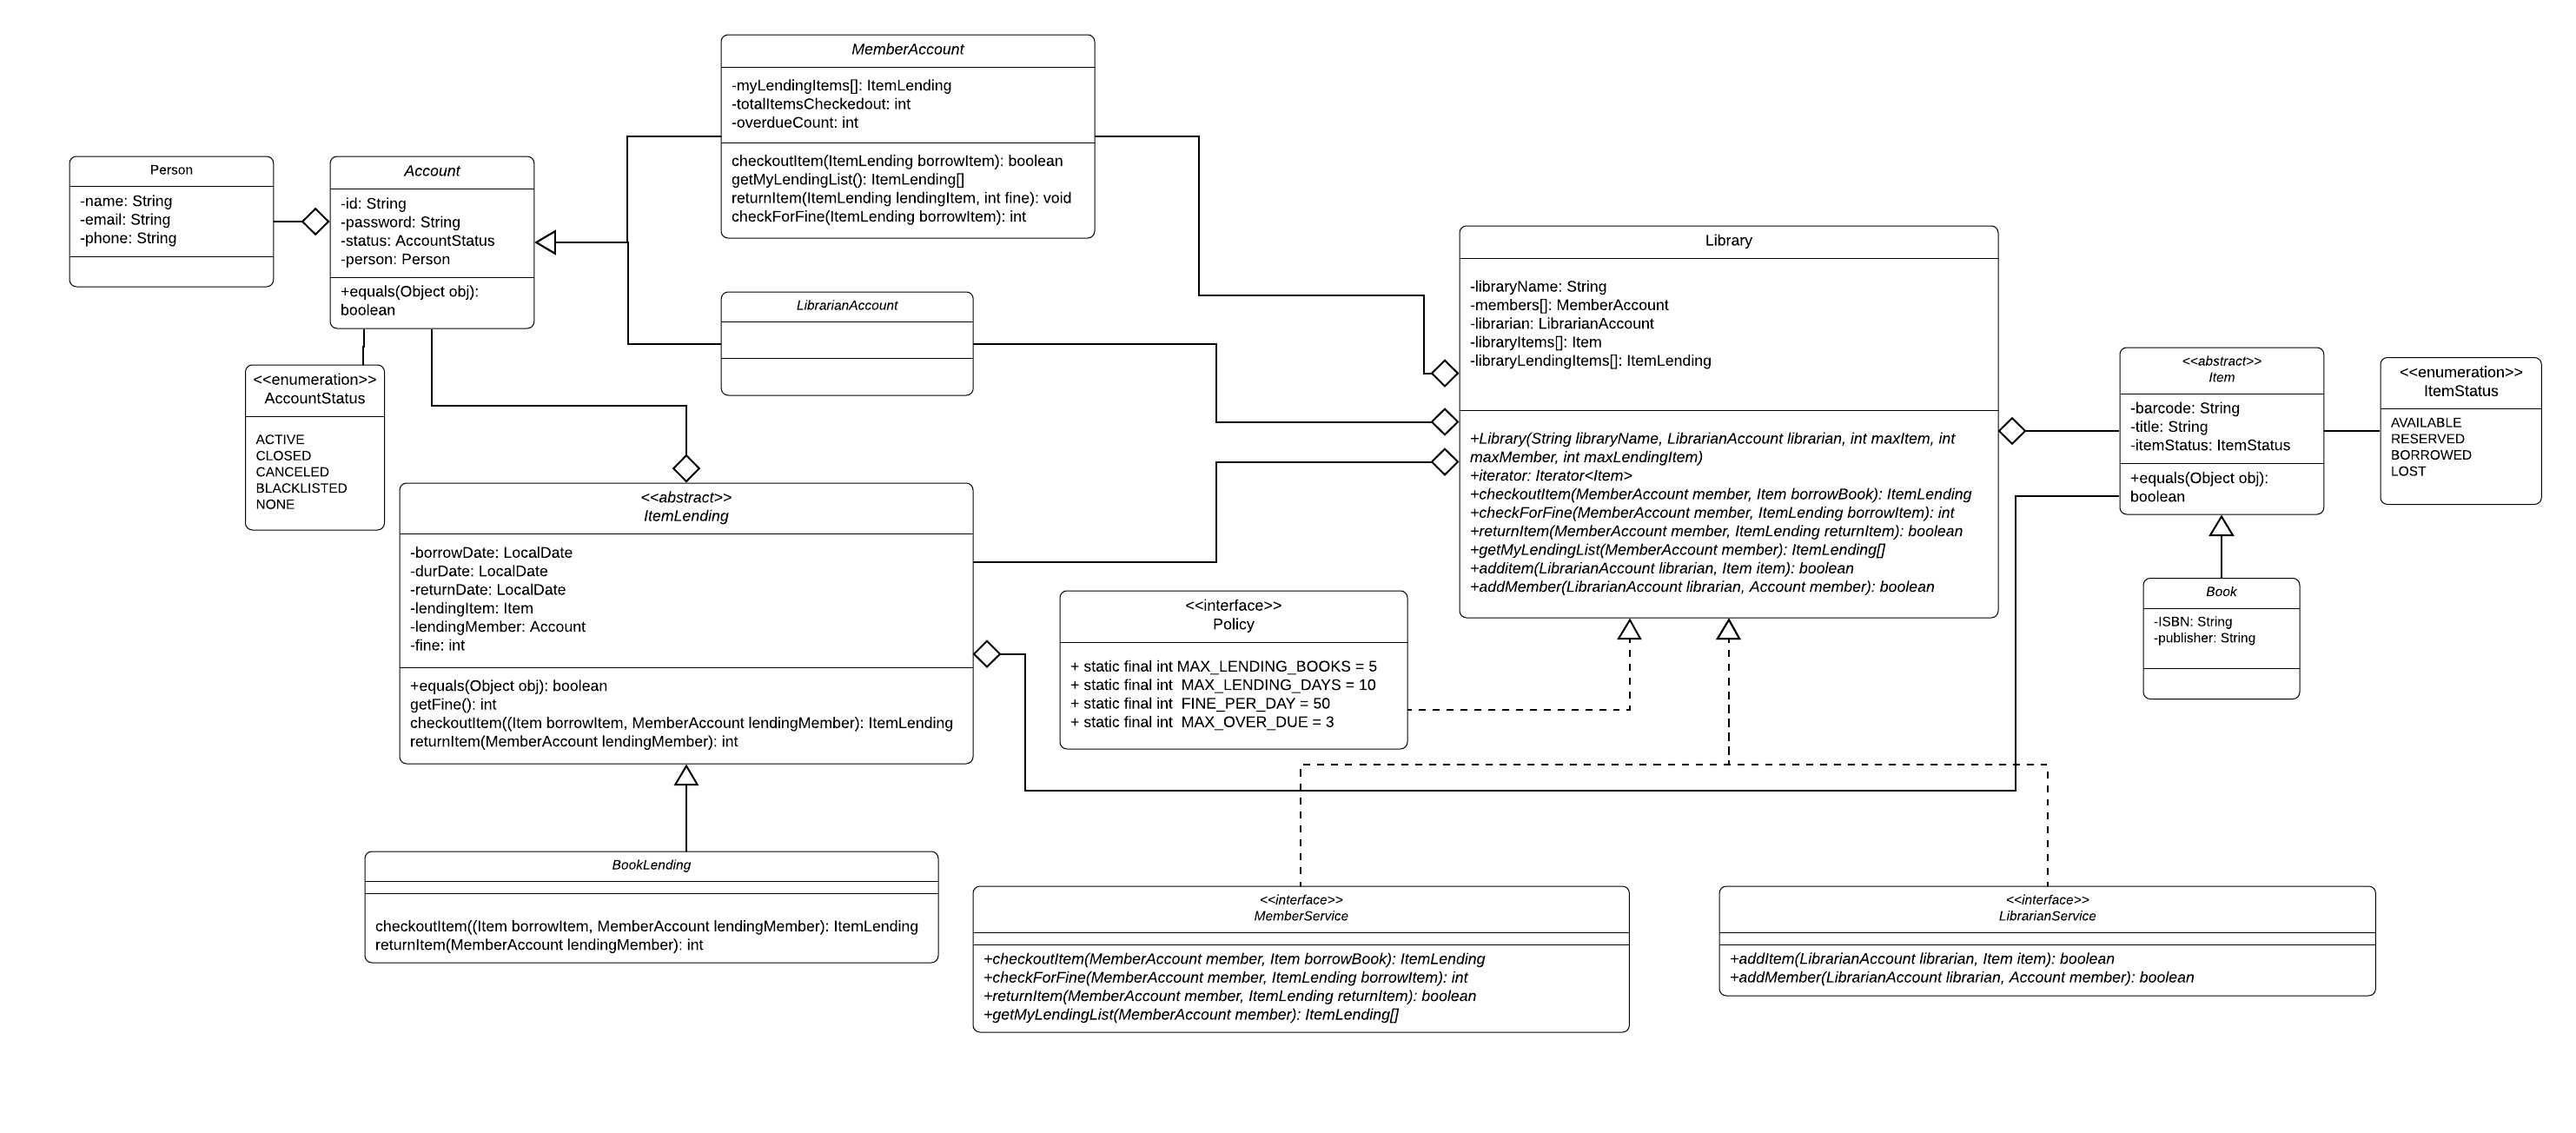 MemberAccount
-myLendingItems[]: ItemLending
-totalItemsCheckedout: int
-overdueCount: int
checkoutItem(ItemLending borrowItem): boolean
getMyLendingList(): ItemLending[]
returnItem(ItemLending lendingItem, int fine): void
checkForFine(ItemLending borrowItem): int
Person
-name: String
-email: String
-phone: String
Account
-id: String
-password: String
-status: AccountStatus
-person: Person
+equals(Object obj):
boolean
LibrarianAccount
Library
-libraryName: String
-members[]: MemberAccount
-librarian: LibrarianAccount
-libraryItems[]: Item
-libraryLendingItems[]: ItemLending
+Library(String libraryName, LibrarianAccount librarian, int maxItem, int
maxMember, int maxLendingItem)
+iterator: Iterator<Item>
+checkoutItem(MemberAccount member, Item borrowBook): ItemLending
+checkForFine(MemberAccount member, ItemLending borrowItem): int
+returnItem(MemberAccount member, ItemLending returnItem): boolean
+getMyLendingList(MemberAccount member): ItemLending[]
+additem(LibrarianAccount librarian, Item item): boolean
+addMember(LibrarianAccount librarian, Account member): boolean
<<abstract>>
Item
-barcode: String
-title: String
-itemStatus: ItemStatus
+equals(Object obj):
boolean
<<enumeration>>
ItemStatus
AVAILABLE
RESERVED
BORROWED
LOST
<<enumeration>>
AccountStatus
ACTIVE
CLOSED
CANCELED
BLACKLISTED
NONE
<<abstract>>
ItemLending
-borrowDate: LocalDate
-durDate: LocalDate
-returnDate: LocalDate
-lendingItem: Item
-lendingMember: Account
-fine: int
+equals(Object obj): boolean
getFine(): int
checkoutItem((Item borrowItem, MemberAccount lendingMember): ItemLending
returnItem(MemberAccount lendingMember): int
<<interface>>
Policy
+ static final int MAX_LENDING_BOOKS = 5
+ static final int  MAX_LENDING_DAYS = 10
+ static final int  FINE_PER_DAY = 50
+ static final int  MAX_OVER_DUE = 3
Book
-ISBN: String
-publisher: String
BookLending
checkoutItem((Item borrowItem, MemberAccount lendingMember): ItemLending
returnItem(MemberAccount lendingMember): int
<<interface>>
MemberService
+checkoutItem(MemberAccount member, Item borrowBook): ItemLending
+checkForFine(MemberAccount member, ItemLending borrowItem): int
+returnItem(MemberAccount member, ItemLending returnItem): boolean
+getMyLendingList(MemberAccount member): ItemLending[]
<<interface>>
LibrarianService
+addItem(LibrarianAccount librarian, Item item): boolean
+addMember(LibrarianAccount librarian, Account member): boolean